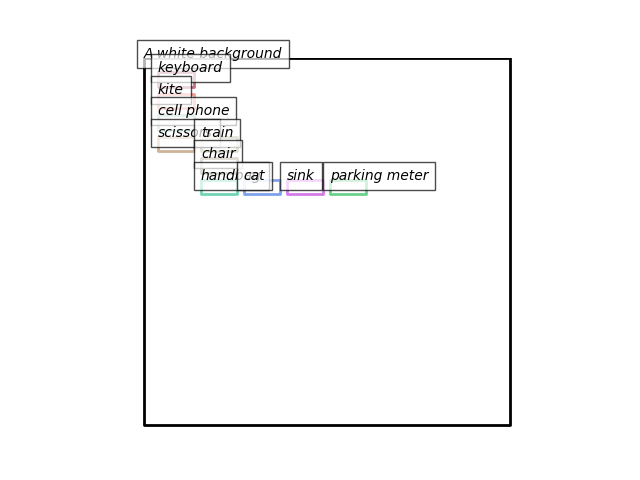 A white background
keyboard
kite
cell phone
scissors
train
chair
handbag
cat
sink
parking meter